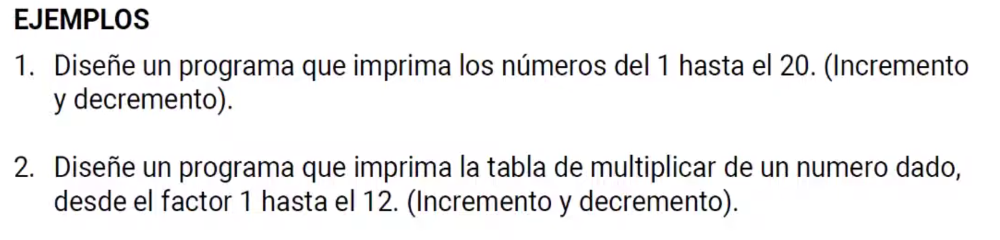 EJEMPLOS
1. Diseñe un programa que imprima los números del 1 hasta el 20. (Incremento
y decremento).
2. Diseñe un programa que imprima la tabla de multiplicar de un numero dado,
desde el factor 1 hasta el 12. (Incremento y decremento).